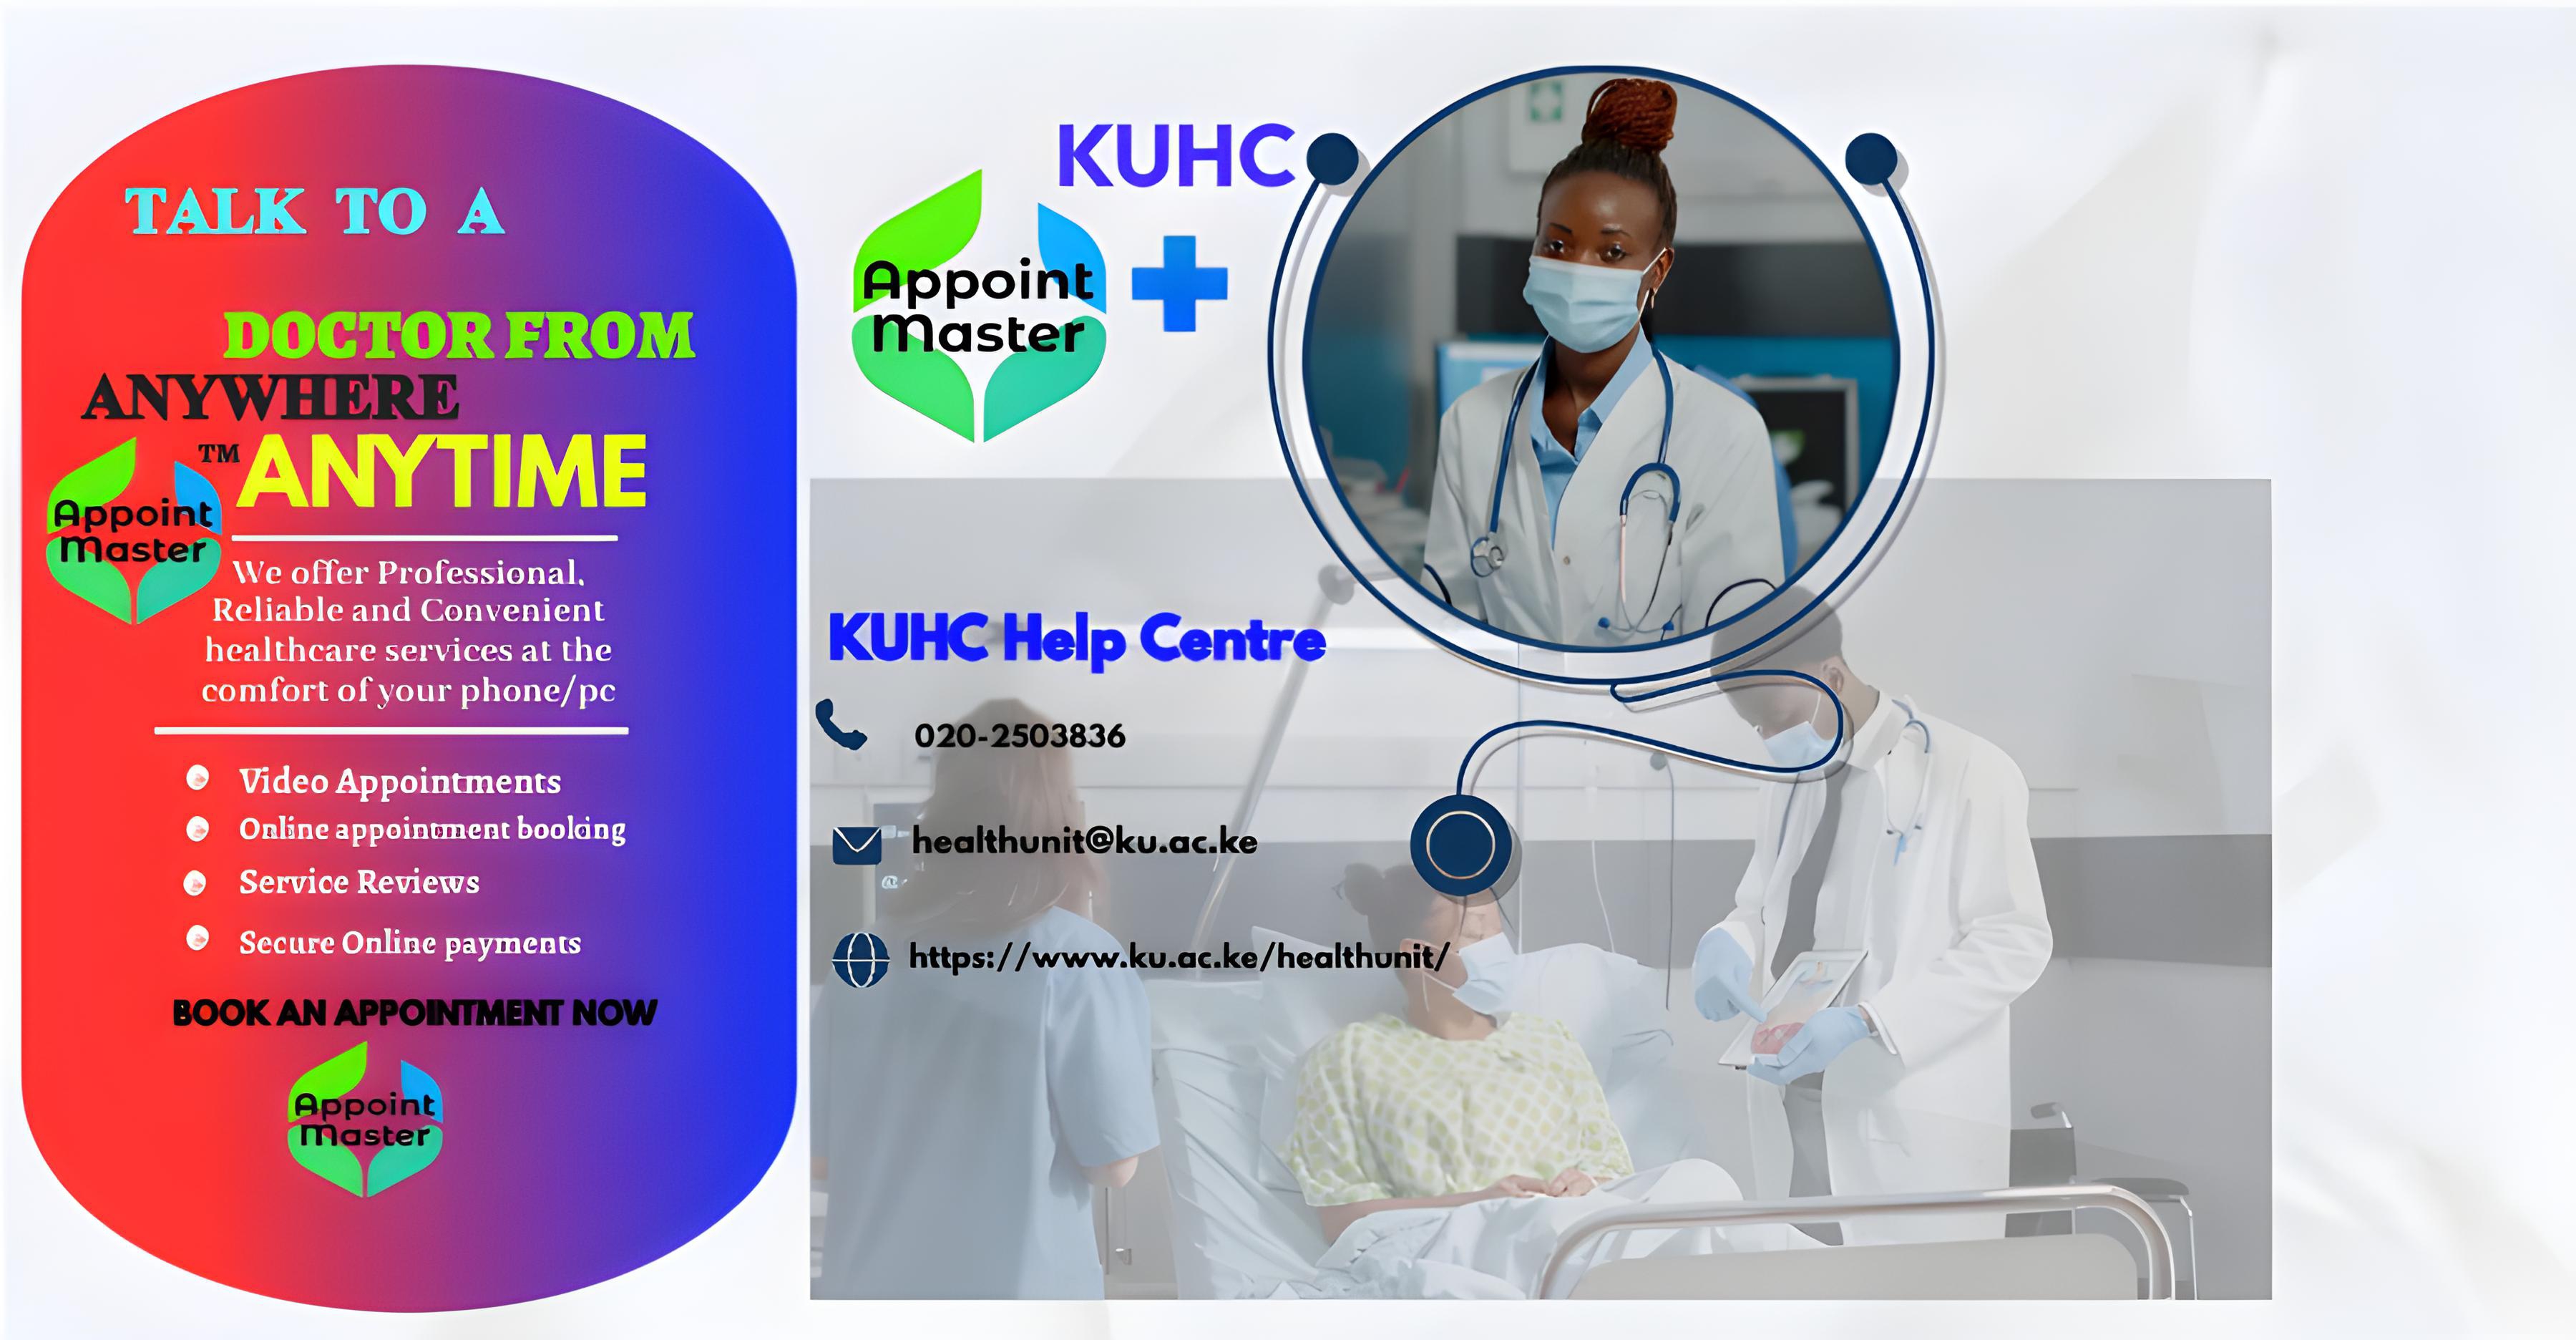 TALK TO A
DOCTOR FROM
ANYWHERE
TM ANYTIME
Appoint
Master
We offer Professional,
Reliable and Convenient
healthcare services at the
comfort of your phone/pc
Video Appointments
Online appointment booking
Service Reviews
Secure Online payments
BOOK AN APPOINTMENT NOW
Appoint
Master
KUHC
Appoint
Master
KUHC Help Centre
020-2503836
healthunit@ku.ac.ke
@
https://www.ku.ac.ke/healthunit/